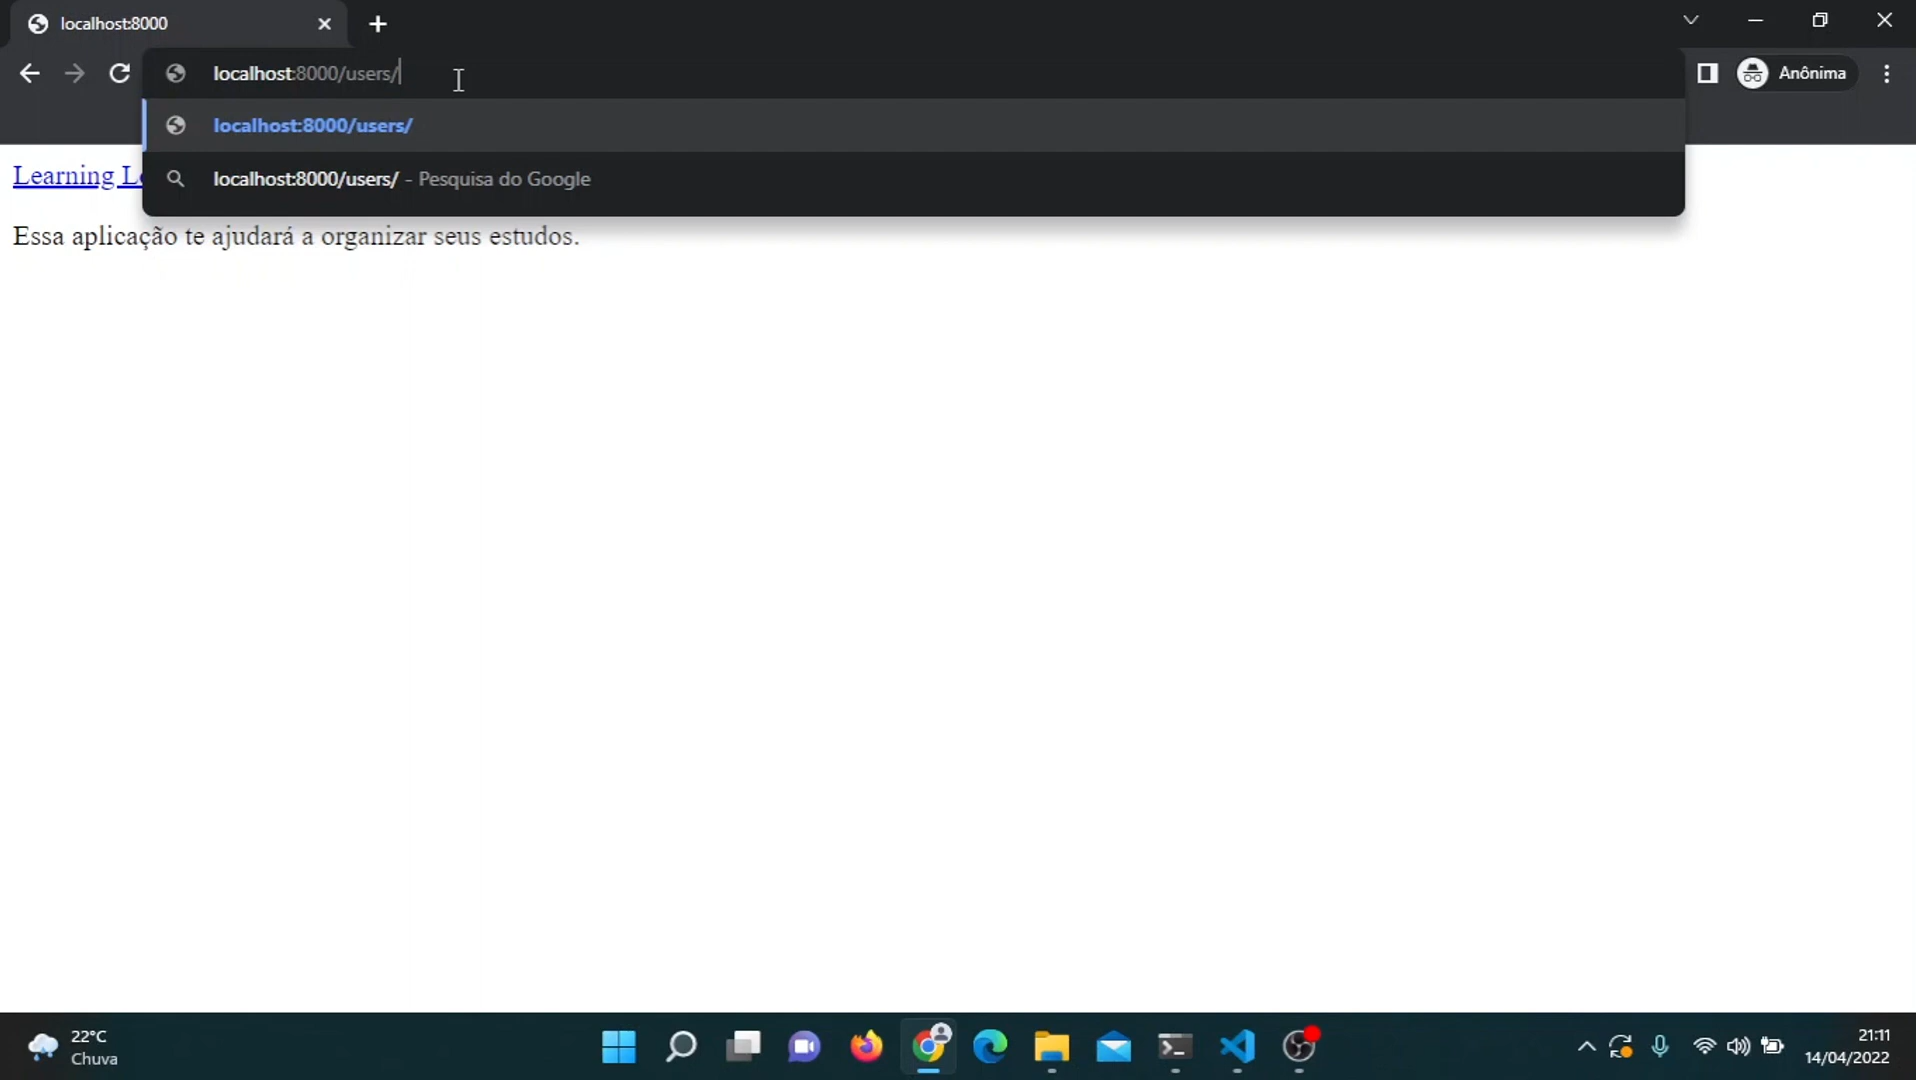 localhost:8000
localhost:8000/users/
Anônima
localhost:8000/users/
localhost:8000/users/ - Pesquisa do Google
Learning
Essa aplicação te ajudará a organizar seus estudos.
22°C
Chuva
21:11
14/04/2022